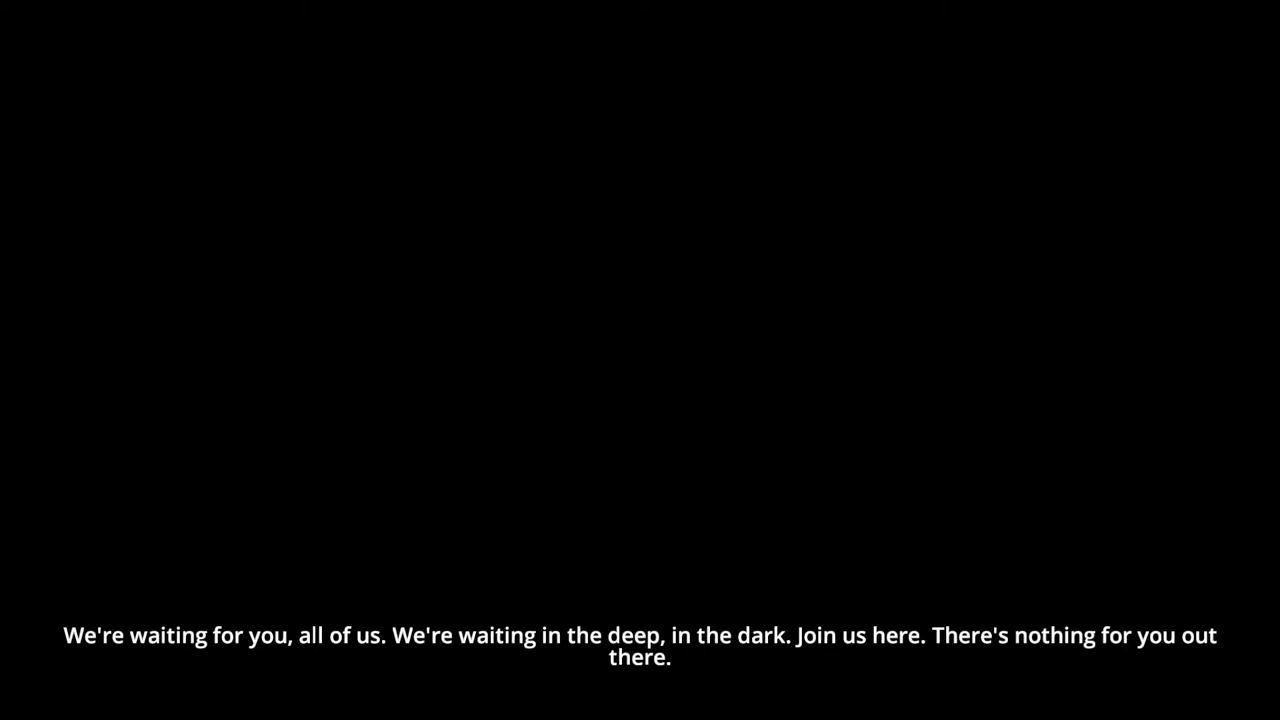 We're waiting for you, all of us. We're waiting in the deep, in the dark. Join us here. There's nothing for you out
there.